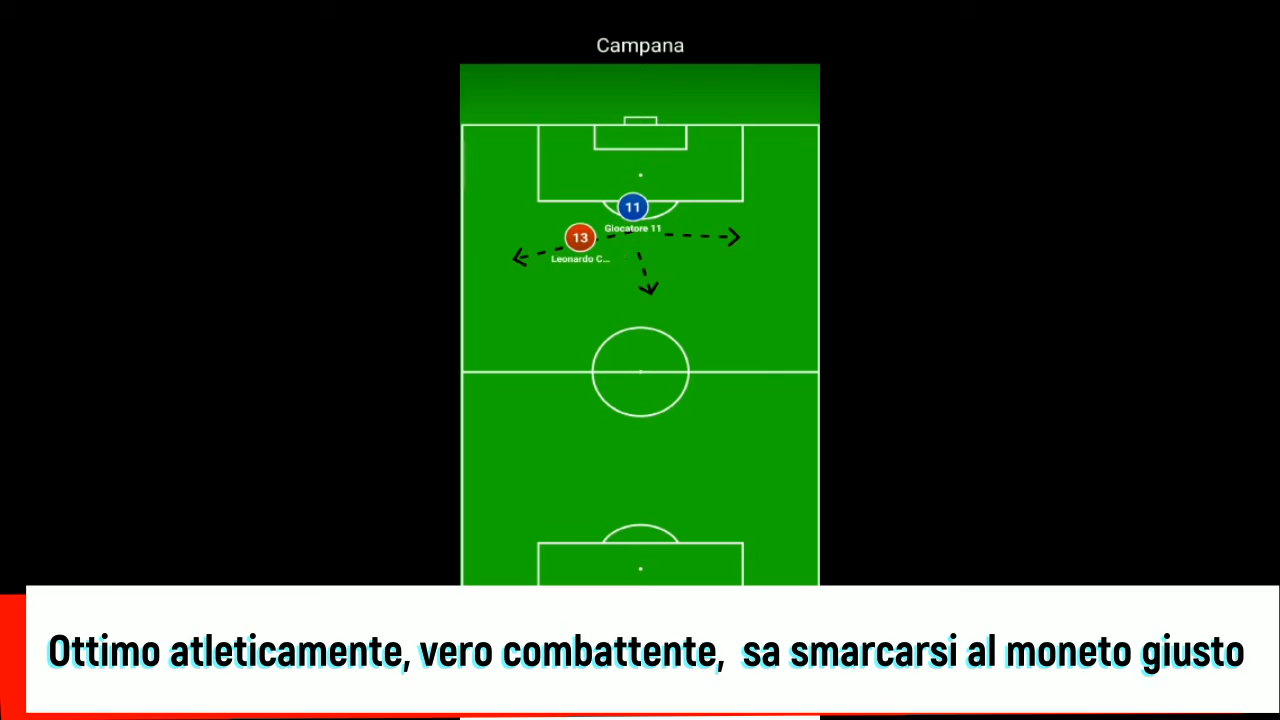 Campana
11
Giocatore 11
13
Leonardo C...
Ottimo atleticamente, vero combattente, sa smarcarsi al moneto giusto